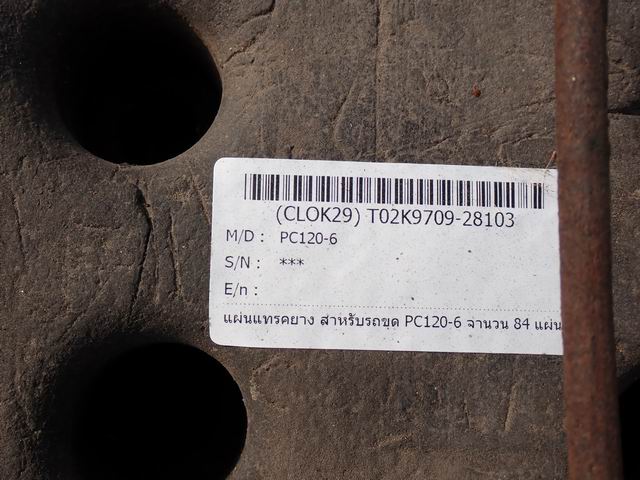 (CLOK29) T02K9709-28103
M/D : PC120-6
S/N : ***
E/n :
แผ่นแทรคยาง สำหรับรถขุด PC120-6 จำนวน 84 แผ่น